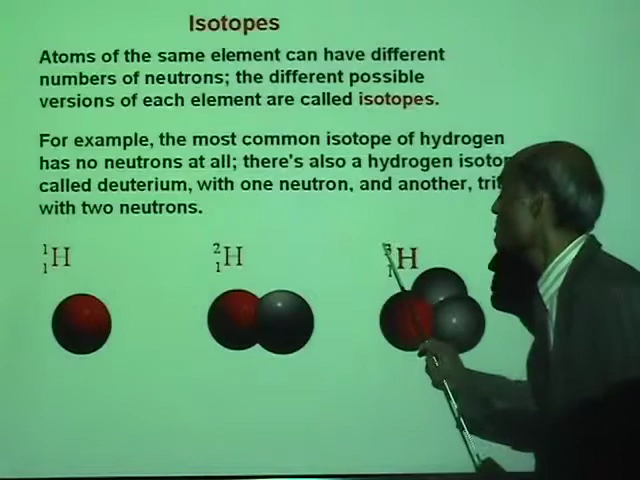 Isotopes
Atoms of the same element can have different
numbers of neutrons; the different possible
versions of each element are called isotopes.
For example, the most common isotope of hydrogen
has no neutrons at all; there's also a hydrogen
called deuterium, with one neutron, and another,
with two neutrons.
1 1 H 2 1 H 3 1 H